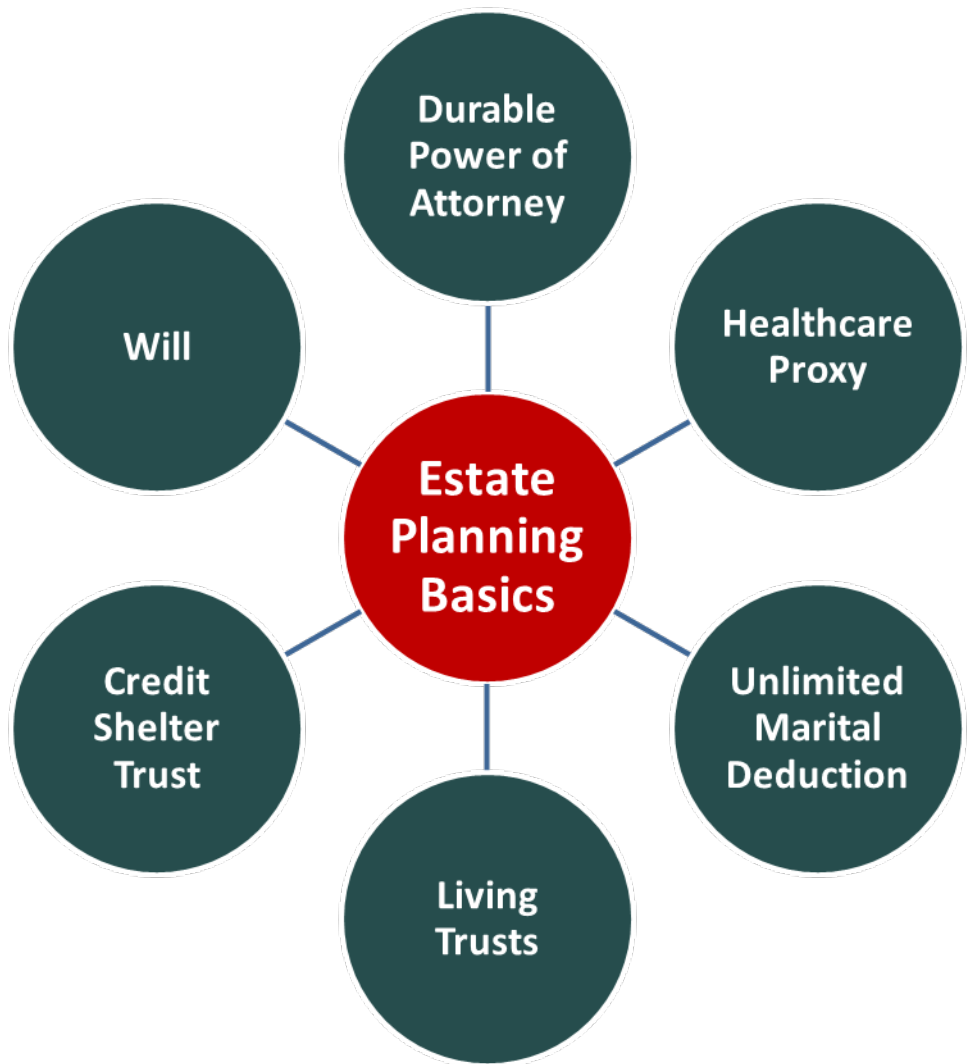 Durable
Power of
Attorney
Healthcare
Proxy
Unlimited
Marital
Deduction
Living
Trusts
Credit
Shelter
Trust
Will
Estate
Planning
Basics